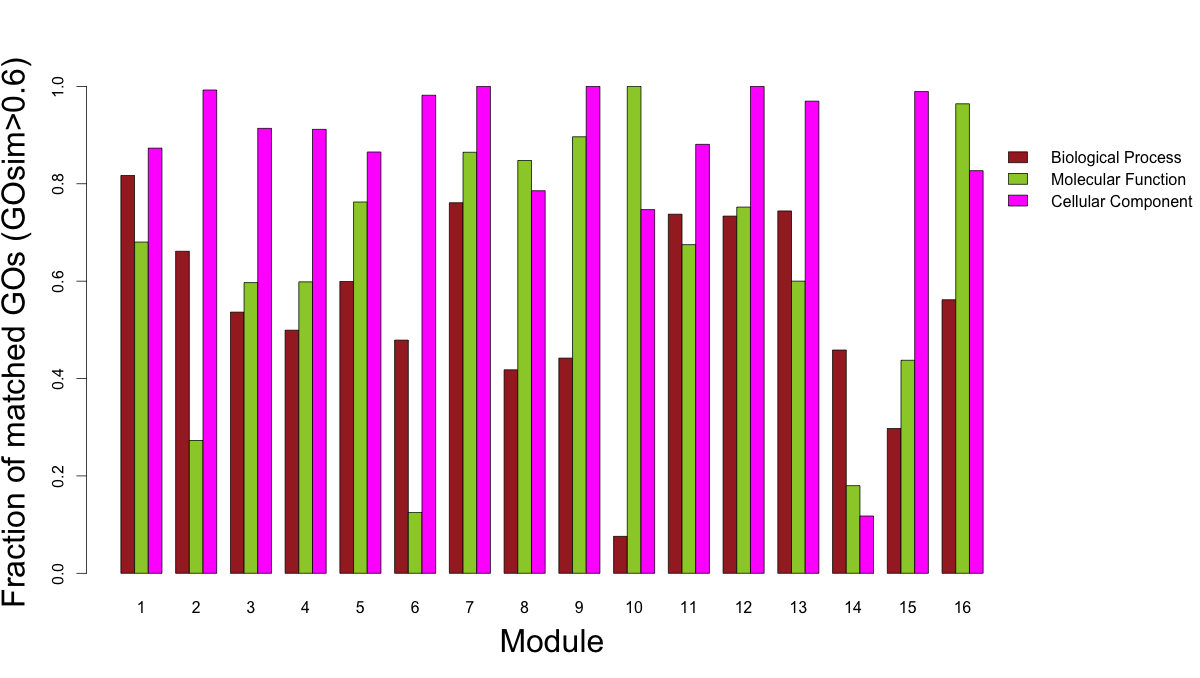 Fraction of matched GOs (GOsim>0.6)
1.0
0.8
0.6
0.4
0.2
0.0
1 2 3 4 5 6 7 8 9 10 11 12 13 14 15 16
Module
Biological Process
Molecular Function
Cellular Component